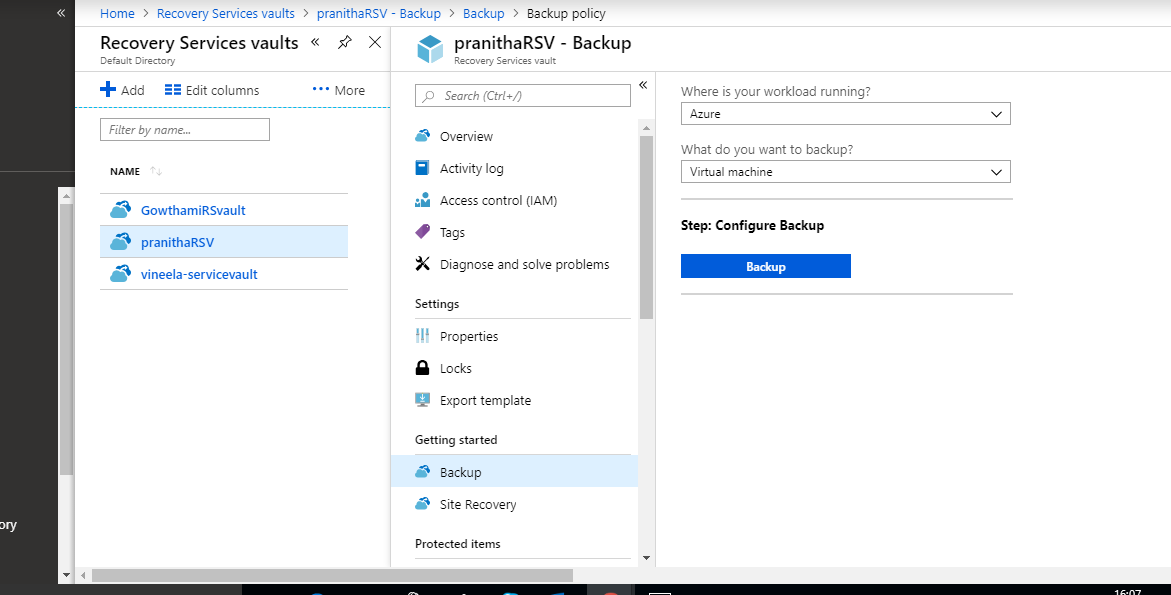 Home > Recovery Services vaults > pranithaRSV - Backup > Backup > Backup policy
Recovery Services vaults
Default Directory
Add
Edit columns
More
Filter by name...
NAME
GowthamiRSvault
pranithaRSV
vineela-servicevault
pranithaRSV - Backup
Recovery Services vault
Search (Ctrl+/)
Overview
Activity log
Access control (IAM)
Tags
Diagnose and solve problems
Settings
Properties
Locks
Export template
Getting started
Backup
Site Recovery
Protected items
Where is your workload running?
Azure
What do you want to backup?
Virtual machine
Step: Configure Backup
Backup
ory
16:07